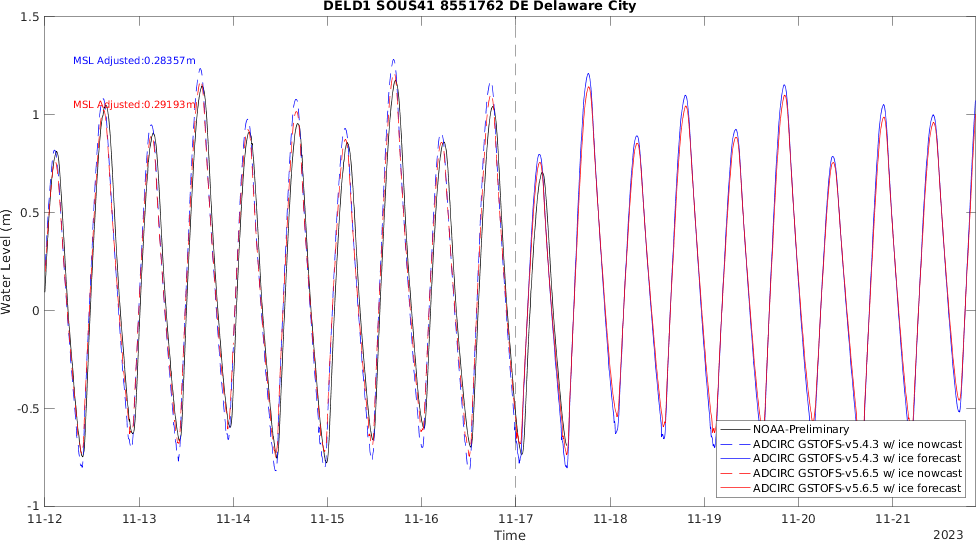 DELD1 SOUS41 8551762 DE Delaware City
1.5
1
0.5
0
-0.5
-1
Water Level (m)
MSL Adjusted:0.28357m
MSL Adjusted:0.29193m
NOAA-Preliminary
ADCIRC GSTOFS-v5.4.3 w/ ice nowcast
ADCIRC GSTOFS-v5.4.3 w/ ice forecast
ADCIRC GSTOFS-v5.6.5 w/ ice nowcast
ADCIRC GSTOFS-v5.6.5 w/ ice forecast
11-12 11-13 11-14 11-15 11-16 11-17 11-18 11-19 11-20 11-21
Time
2023